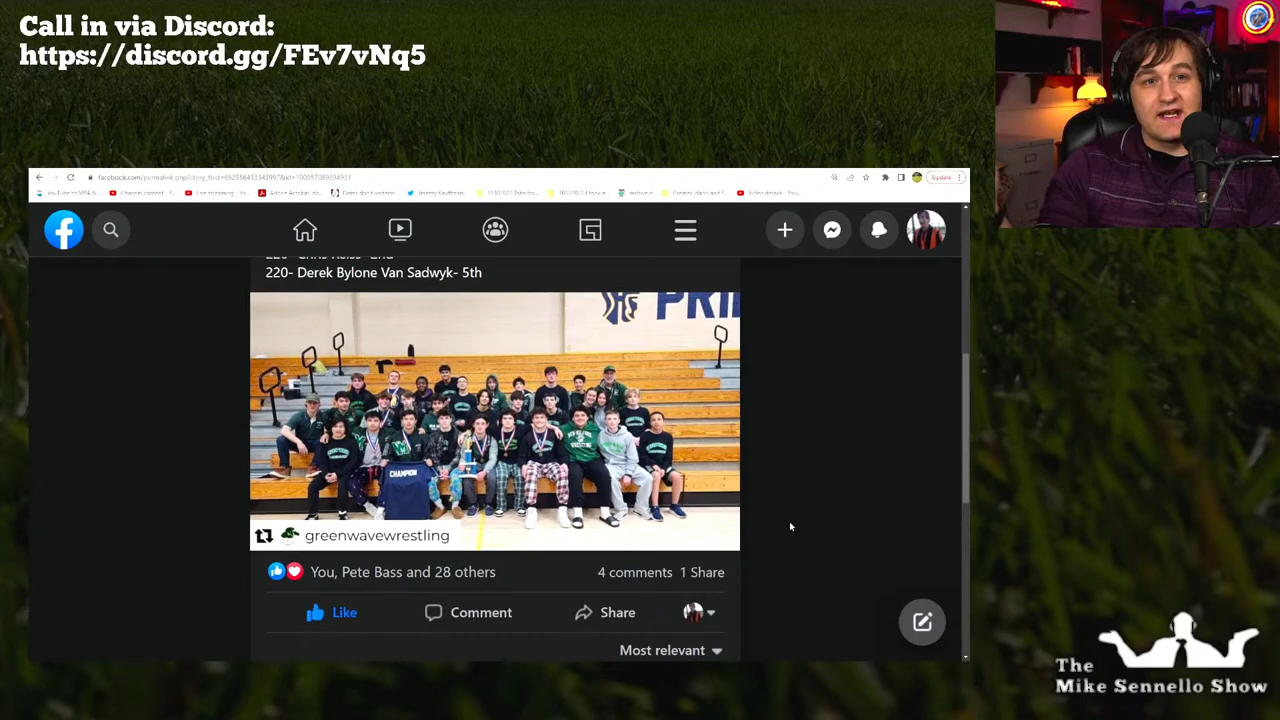 Call in via Discord:
https://discord.gg/FEv7vNq5
Update
220- Derek Bylone Van Sadwyk- 5th
CHAMPION
greenwavewrestling
You, Pete Bass and 28 others
4 comments 1 Share
Like
Comment
Share
Most relevant
The
Mike Sennello Show